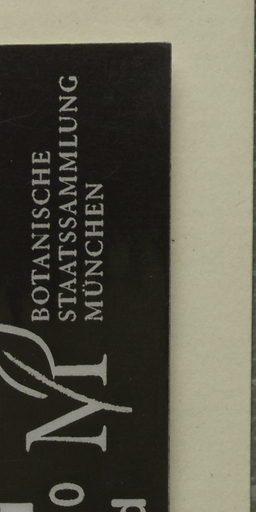 BOTANISCHE
STAATSSAMMLUNG
MÜNCHEN
M